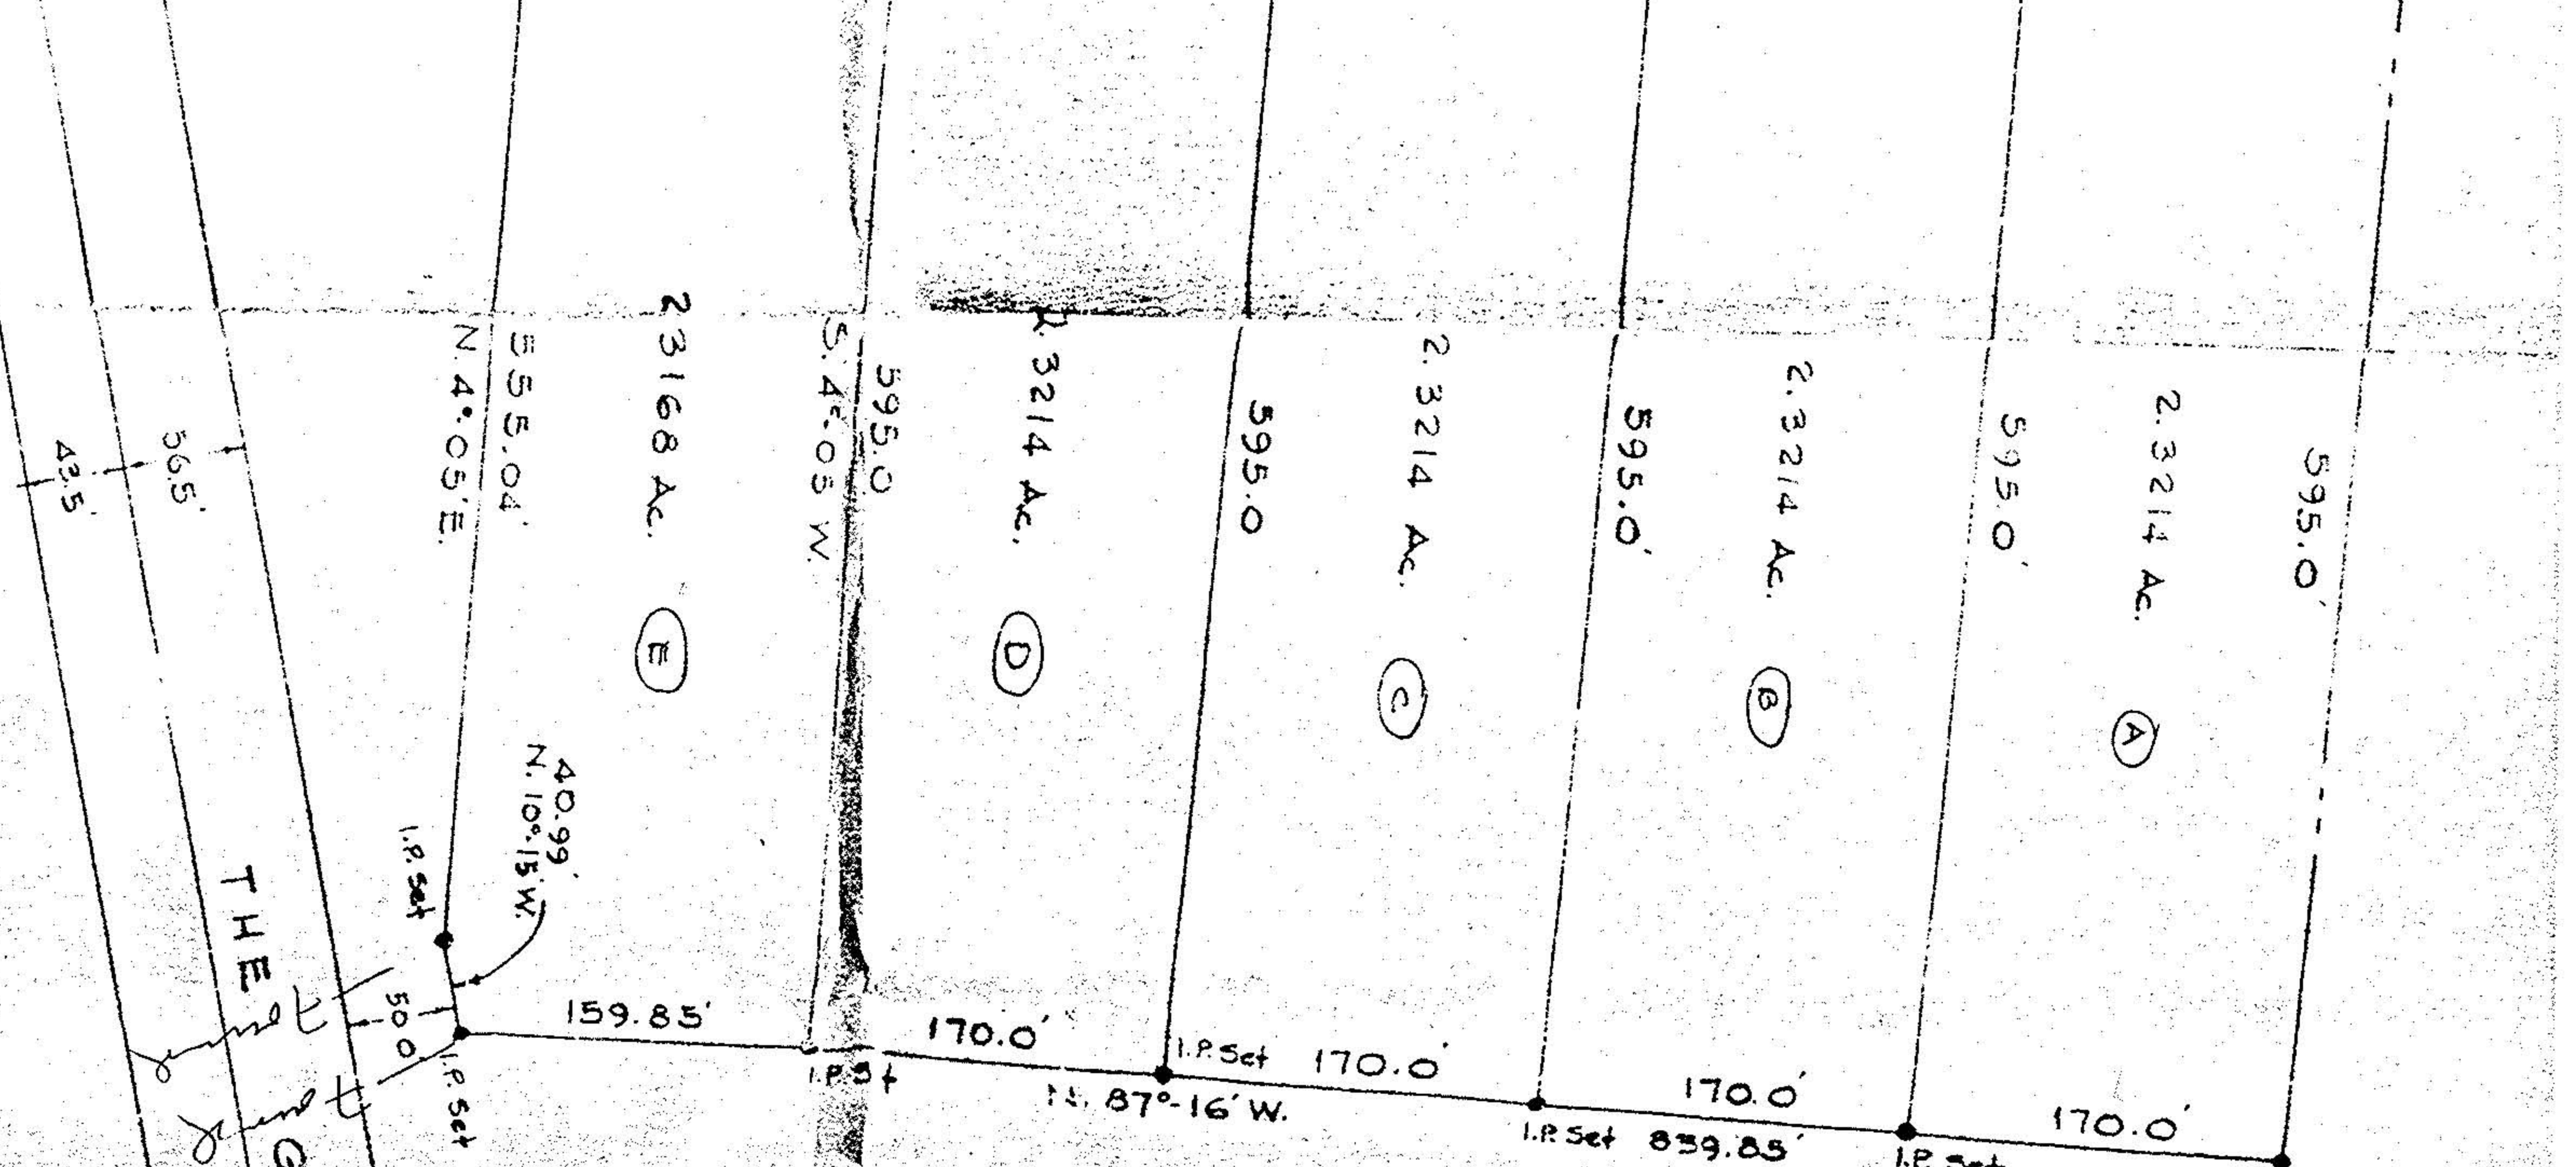 43.5'
56.5'
N. 4°-05' E.
555.04'
2.3168 Ac.
E
S. 4°-05 W.
595.0
2.3214 Ac.
D
595.0
2.3214 Ac.
C
595.0'
2.3214 Ac.
B
595.0'
2.3214 Ac.
A
595.0'
40.99'
N. 10°-15' W.
I.P. Set
THE
50.0
I.P. Set
159.85'
I.P. S t
170.0'
I.P. Set
N. 87°-16' W.
170.0'
I.P. Set
839.85'
170.0'
I.P. Set
170.0'
G